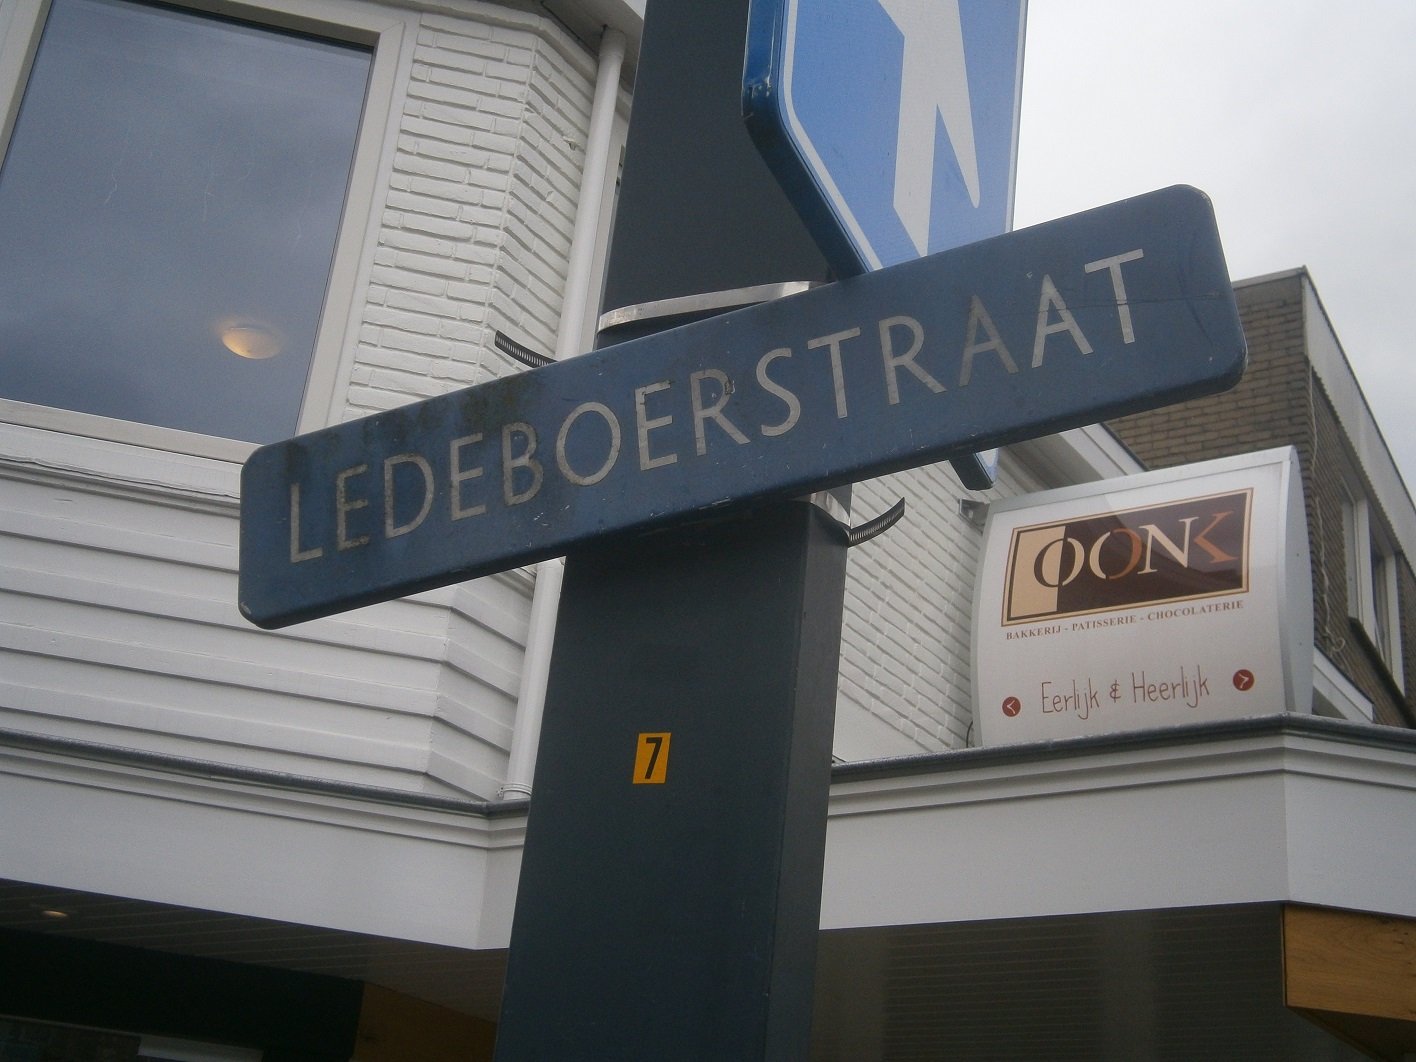 LEDEBOERSTRAAT
OONK
BAKKERIJ - PATISSERIE - CHOCOLATERIE
Eerlijk & Heerlijk
7